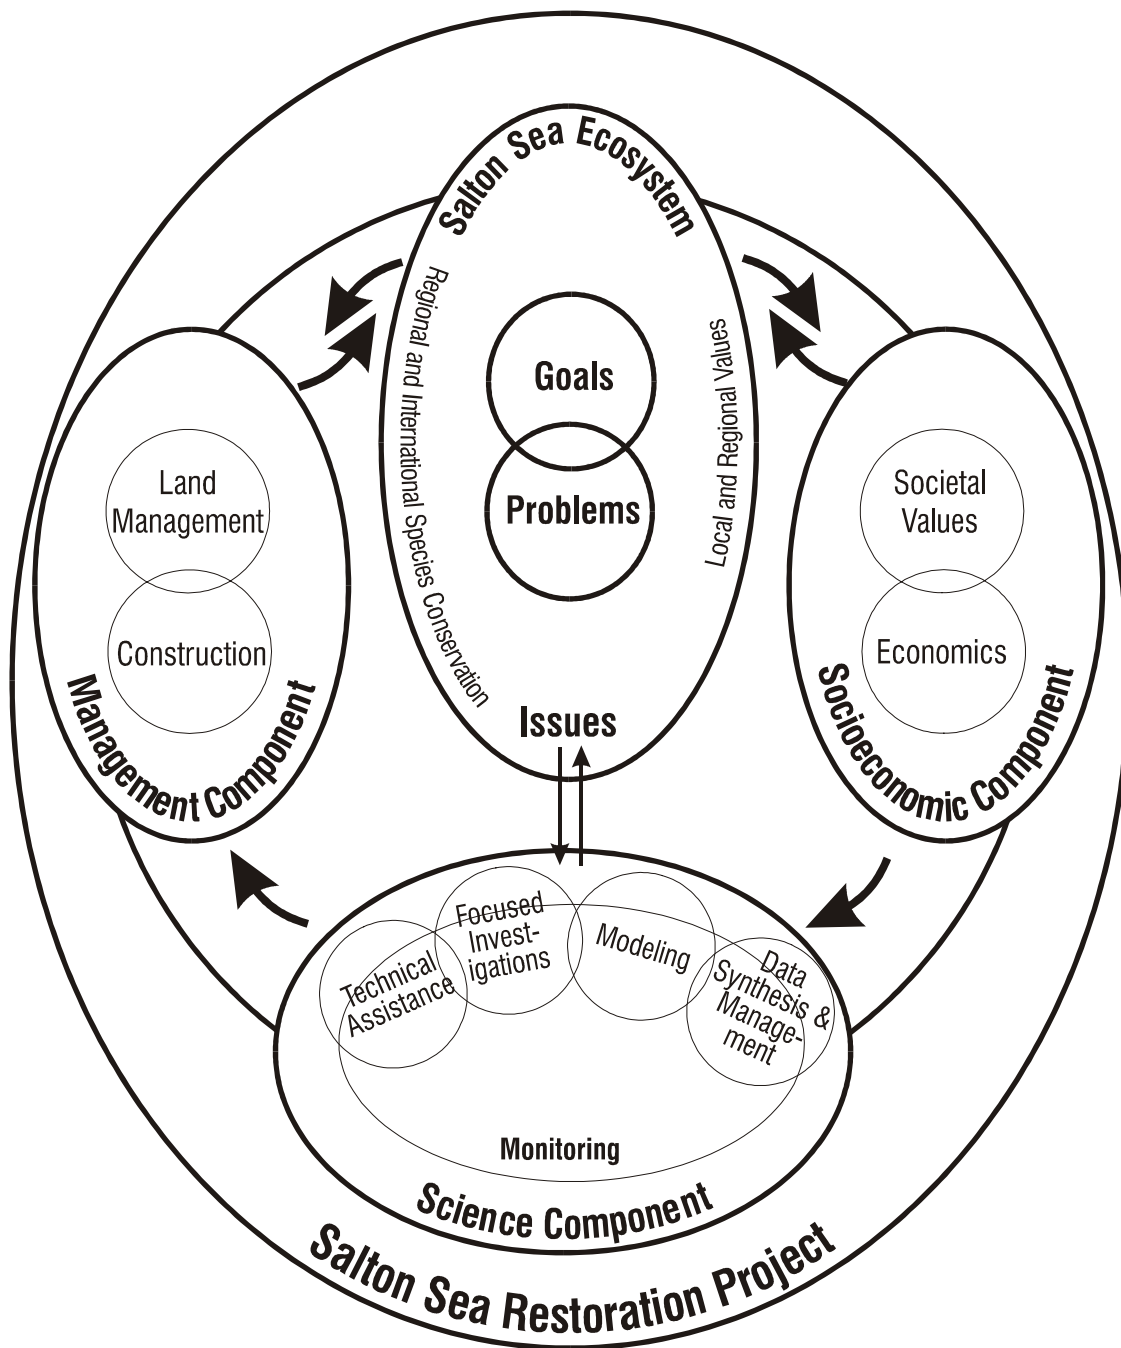 Salton Sea Ecosystem
Regional and International Species Conservation
Local and Regional Values
Goals
Problems
Issues
Land
Management
Construction
Management Component
Societal
Values
Economics
Socioeconomic Component
Technical
Assistance
Focused
Invest-
igations
Modeling
Data
Synthesis &
Manage-
ment
Monitoring
Science Component
Salton Sea Restoration Project